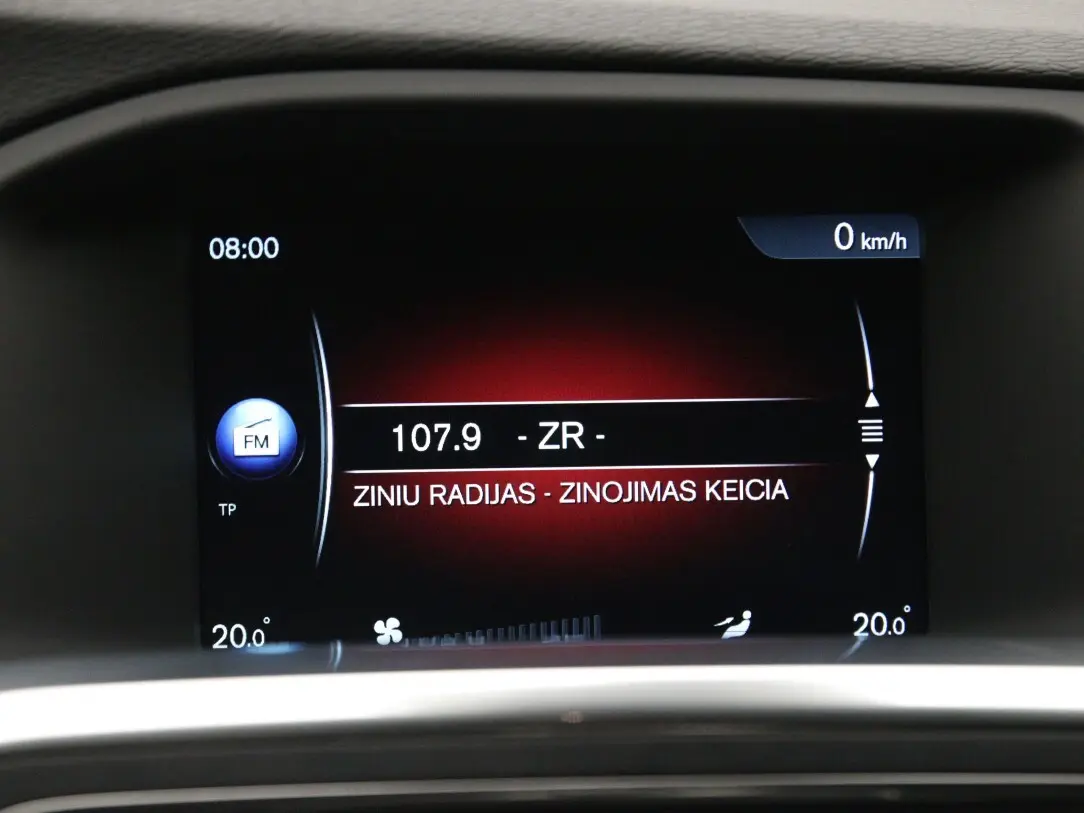 08:00
0 km/h
FM
107.9 - ZR -
ZINIU RADIJAS - ZINOJIMAS KEICIA
TP
20.0°
20.0°